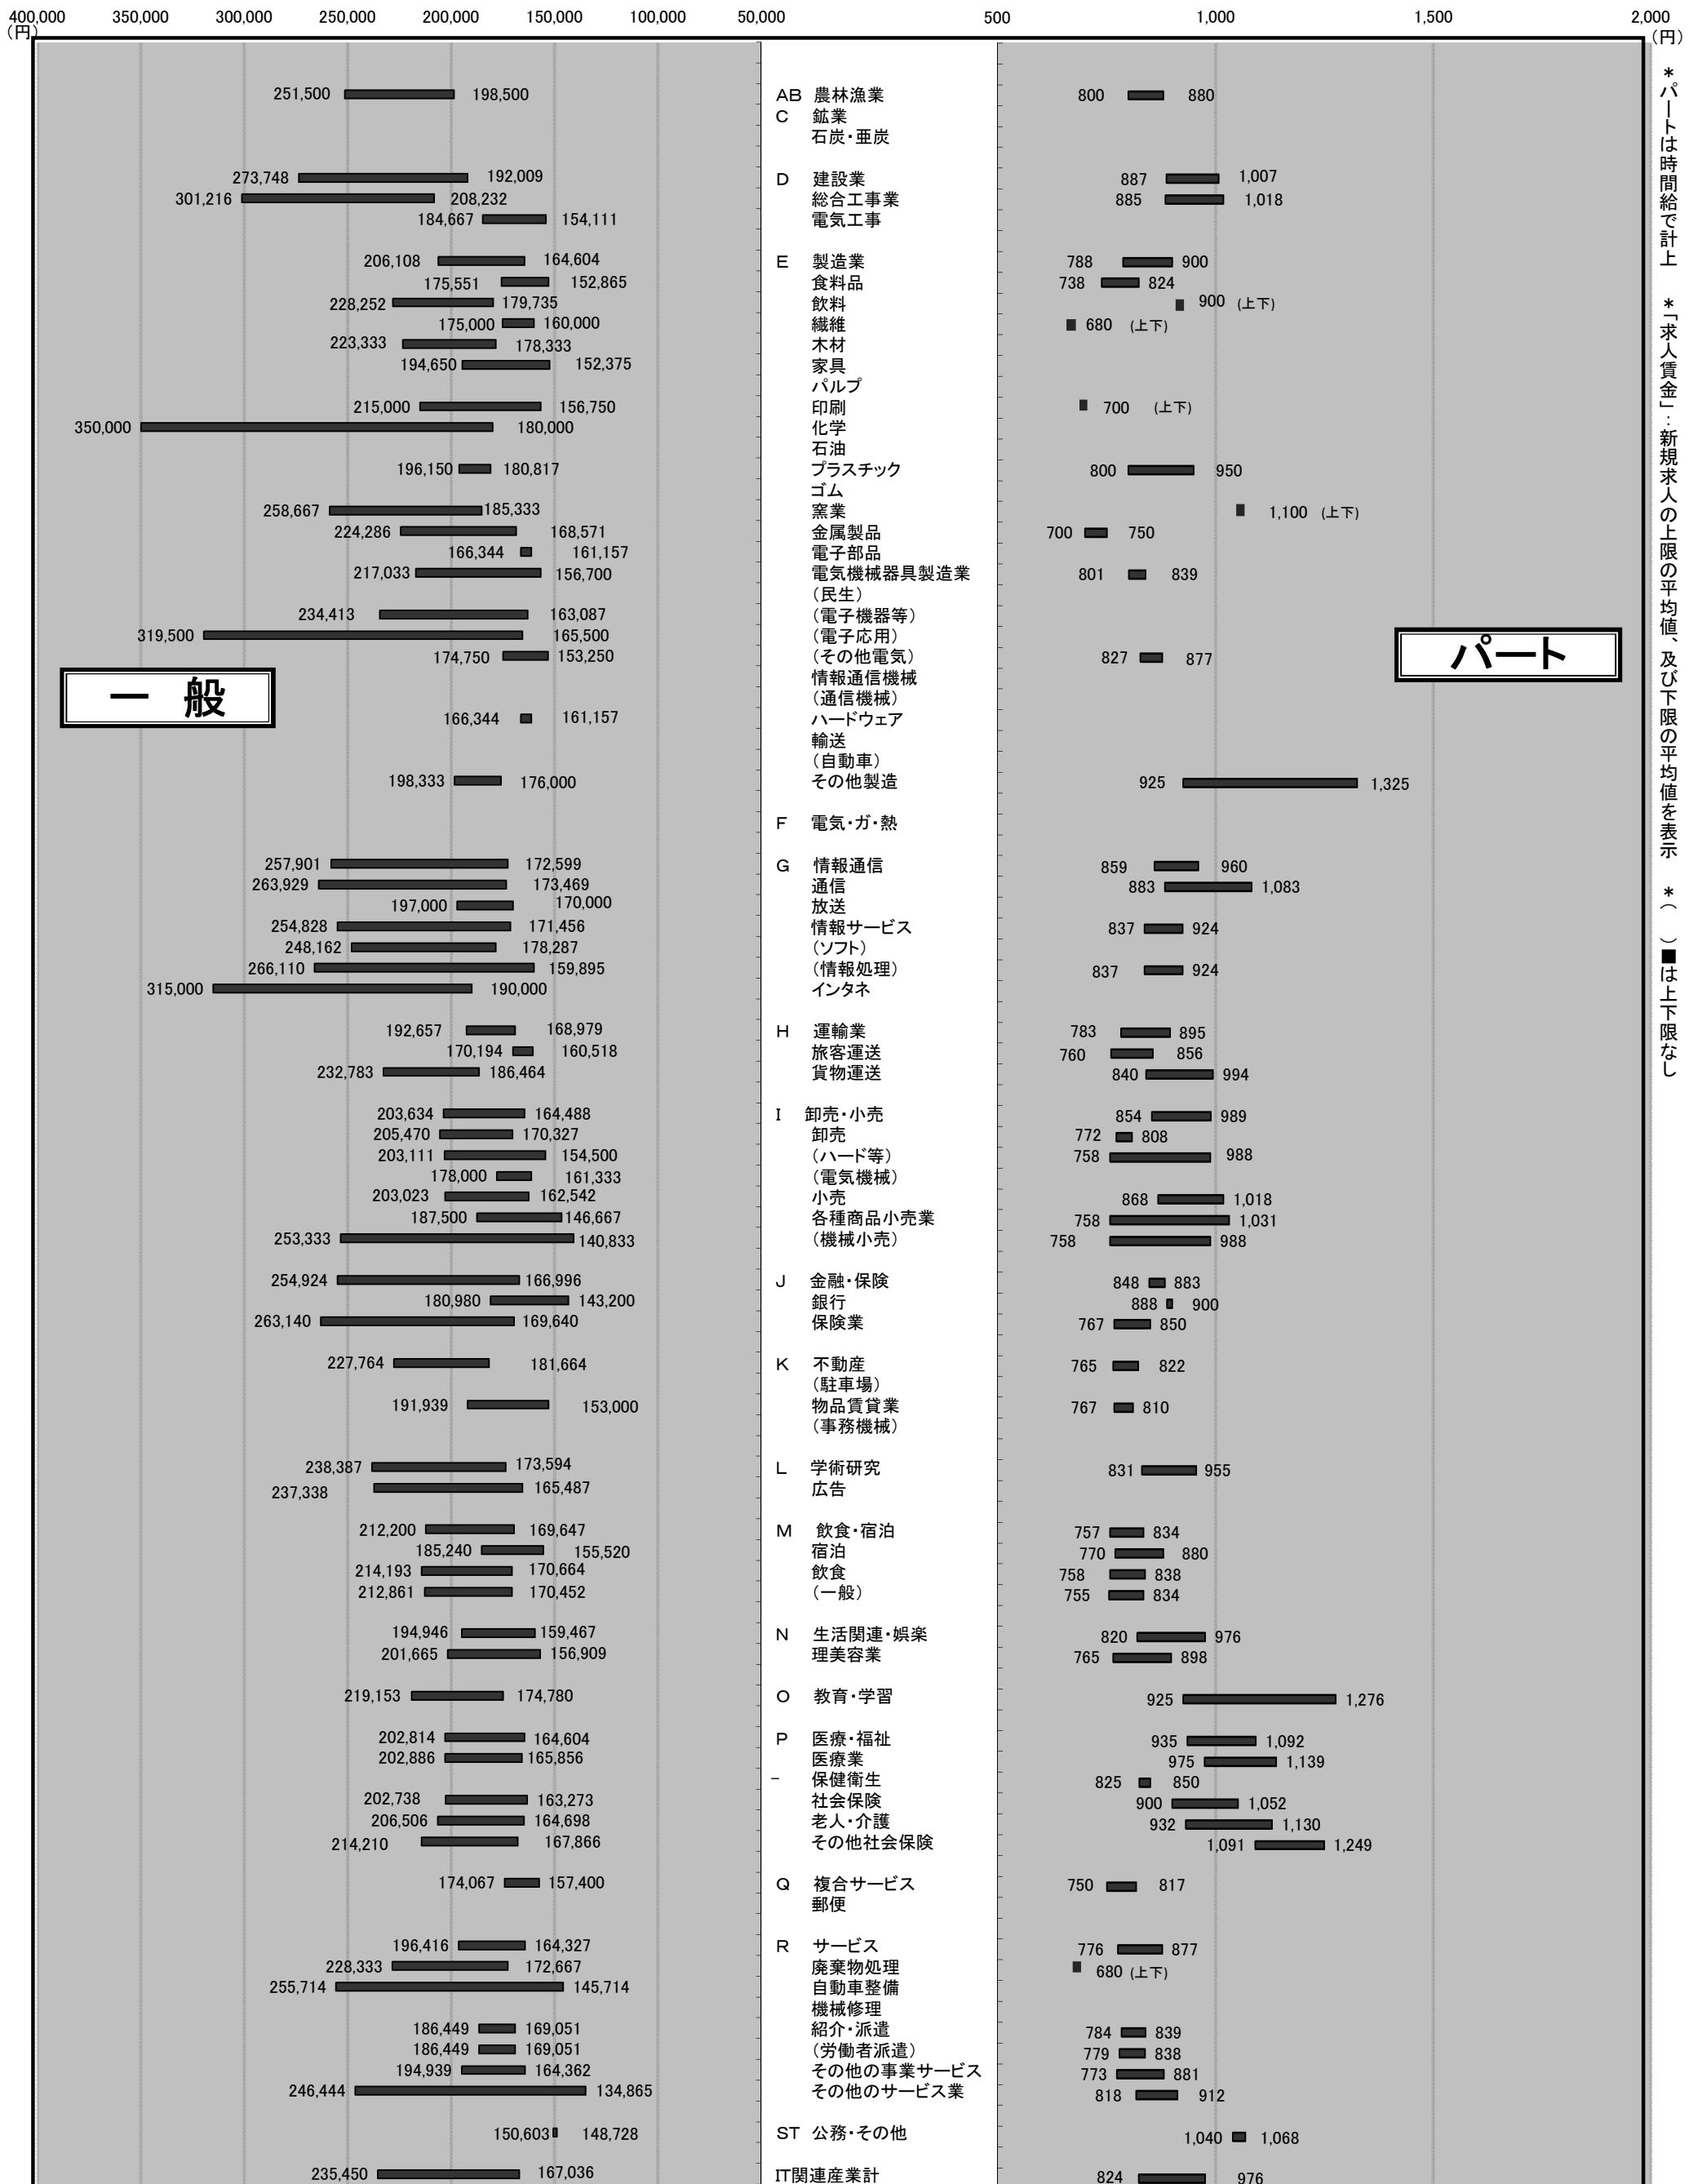 400,000 350,000 300,000 250,000 200,000 150,000 100,000 50,000 500 1,000 1,500 2,000
(円) (円)
251,500 198,500 AB 農林漁業 800 880
C 鉱業
石炭・亜炭
273,748 192,009 D 建設業 887 1,007
301,216 208,232 総合工事業 885 1,018
184,667 154,111 電気工事
206,108 164,604 E 製造業 788 900
175,551 152,865 食料品 738 824
228,252 179,735 飲料 900 (上下)
175,000 160,000 繊維 680 (上下)
223,333 178,333 木材
194,650 152,375 家具
パルプ
215,000 156,750 印刷 700 (上下)
350,000 180,000 化学
石油
196,150 180,817 プラスチック 800 950
ゴム
258,667 185,333 窯業 1,100 (上下)
224,286 168,571 金属製品 700 750
166,344 161,157 電子部品
217,033 156,700 電気機械器具製造業 801 839
(民生)
234,413 163,087 (電子機器等)
319,500 165,500 (電子応用)
174,750 153,250 (その他電気) 827 877
パート
情報通信機械
一 般
(通信機械)
166,344 161,157 ハードウェア
輸送
(自動車)
198,333 176,000 その他製造 925 1,325
F 電気・ガ・熱
257,901 172,599 G 情報通信 859 960
263,929 173,469 通信 883 1,083
197,000 170,000 放送
254,828 171,456 情報サービス 837 924
248,162 178,287 (ソフト)
266,110 159,895 (情報処理) 837 924
315,000 190,000 インタネ
192,657 168,979 H 運輸業 783 895
170,194 160,518 旅客運送 760 856
232,783 186,464 貨物運送 840 994
203,634 164,488 I 卸売・小売 854 989
205,470 170,327 卸売 772 808
203,111 154,500 (ハード等) 758 988
178,000 161,333 (電気機械)
203,023 162,542 小売 868 1,018
187,500 146,667 各種商品小売業 758 1,031
253,333 140,833 (機械小売) 758 988
254,924 166,996 J 金融・保険 848 883
180,980 143,200 銀行 888 900
263,140 169,640 保険業 767 850
227,764 181,664 K 不動産 765 822
(駐車場)
191,939 153,000 物品賃貸業 767 810
(事務機械)
238,387 173,594 L 学術研究 831 955
237,338 165,487 広告
212,200 169,647 M 飲食・宿泊 757 834
185,240 155,520 宿泊 770 880
214,193 170,664 飲食 758 838
212,861 170,452 (一般) 755 834
194,946 159,467 N 生活関連・娯楽 820 976
201,665 156,909 理美容業 765 898
219,153 174,780 O 教育・学習 925 1,276
202,814 164,604 P 医療・福祉 935 1,092
202,886 165,856 医療業 975 1,139
－ 保健衛生 825 850
202,738 163,273 社会保険 900 1,052
206,506 164,698 老人・介護 932 1,130
214,210 167,866 その他社会保険 1,091 1,249
174,067 157,400 Q 複合サービス 750 817
郵便
196,416 164,327 R サービス 776 877
228,333 172,667 廃棄物処理 680 (上下)
255,714 145,714 自動車整備
機械修理
186,449 169,051 紹介・派遣 784 839
186,449 169,051 (労働者派遣) 779 838
194,939 164,362 その他の事業サービス 773 881
246,444 134,865 その他のサービス業 818 912
150,603 148,728 ST 公務・その他 1,040 1,068
235,450 167,036 IT関連産業計 824 976
*パートは時間給で計上 *「求人賃金」:新規求人の上限の平均値、及び下限の平均値を表示 *( )■は上下限なし